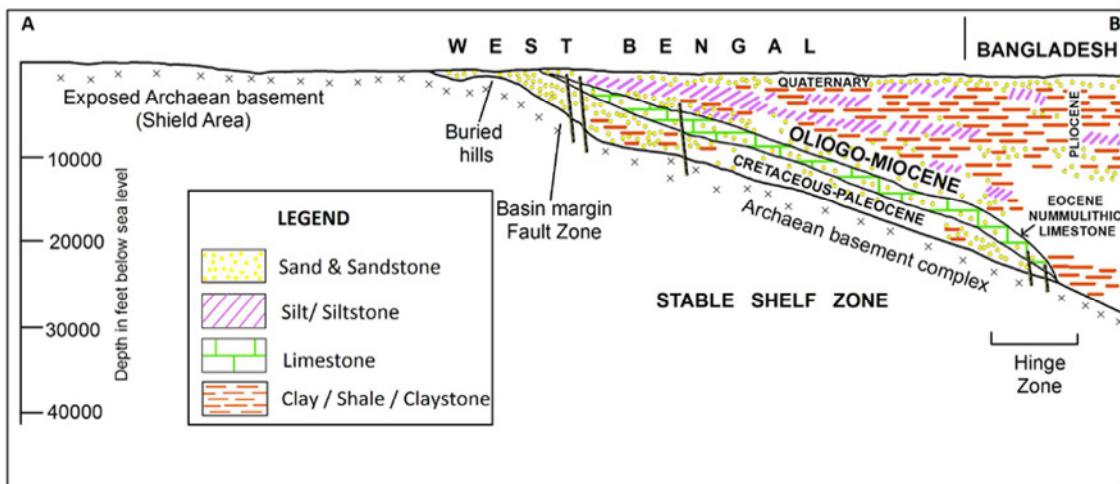 A
B
WEST BENGAL
BANGLADESH
QUATERNARY
Exposed Archaean basement
(Shield Area)
Buried
hills
PLIOCENE
OLIOGO-MIOCENE
10000
CRETACEOUS-PALEOCENE
Basin margin
Fault Zone
EOCENE
NUMMULITHIC
LIMESTONE
Archaean basement complex
LEGEND
20000
Sand & Sandstone
STABLE SHELF ZONE
Silt/ Siltstone
30000
Limestone
Hinge
Zone
Clay / Shale / Claystone
40000
Depth in feet below sea level